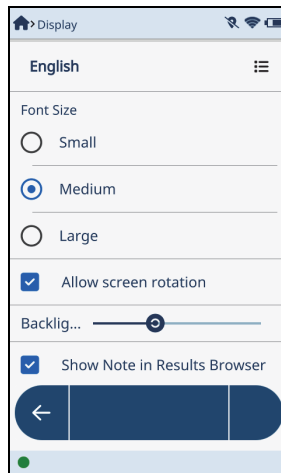 Display
English
Font Size
Small
Medium
Large
Allow screen rotation
Backlig...
Show Note in Results Browser